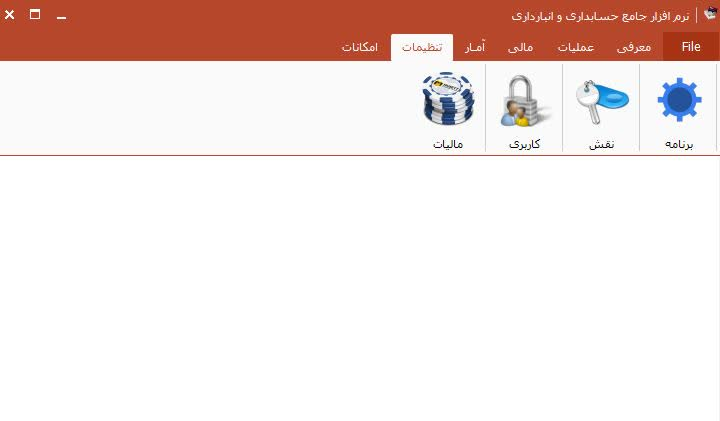 نرم افزار جامع حسابداری و انبارداری
File معرفی عملیات مالی آمار تنظیمات امکانات
برنامه نقش کاربری مالیات